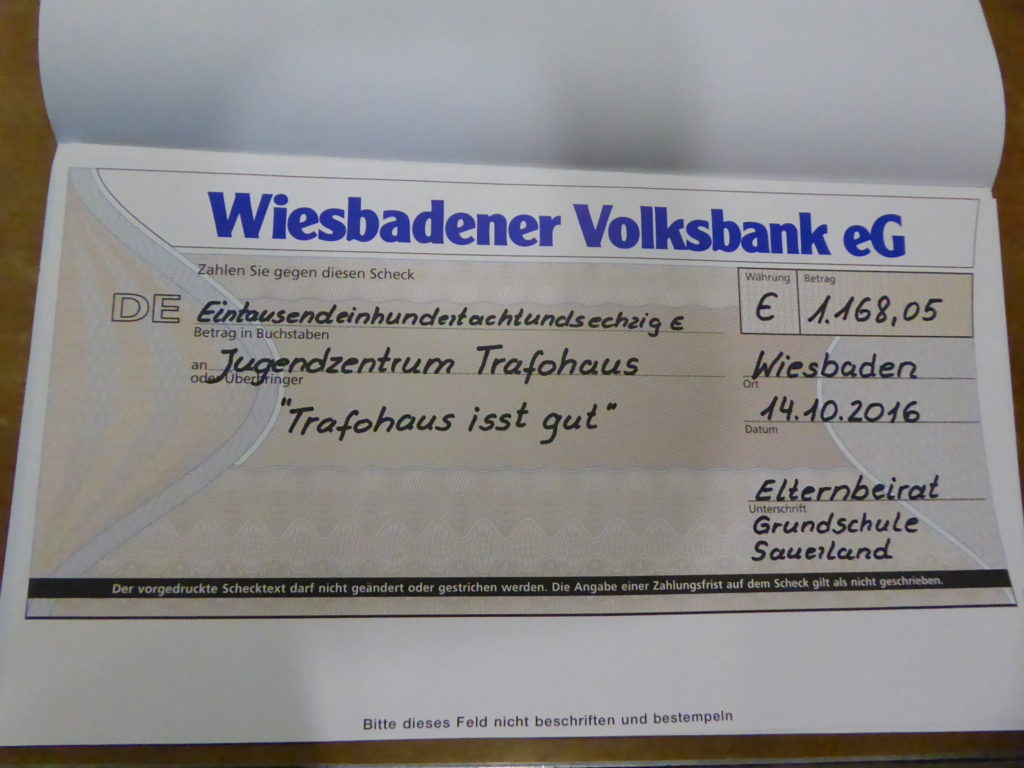 Wiesbadener Volksbank eG
Zahlen Sie gegen diesen Scheck
Währung Betrag
€ 1.168,05
DE Eintausendeinhundertachtundsechzig €
Betrag in Buchstaben
an Jugendzentrum Trafohaus
oder Überbringer
Wiesbaden
Ort
"Trafohaus isst gut"
14.10.2016
Datum
Elternbeirat
Unterschrift
Grundschule
Sauerland
Der vorgedruckte Schecktext darf nicht geändert oder gestrichen werden. Die Angabe einer Zahlungsfrist auf dem Scheck gilt als nicht geschrieben.
Bitte dieses Feld nicht beschriften und bestempeln